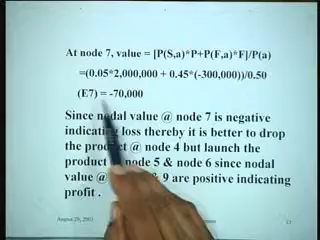 At node 7, value = [P(S,a)*P+P(F,a)*F]/P(a)
=(0.05*2,000,000 + 0.45*(-300,000))/0.50
(E7) = -70,000
Since nodal value @ node 7 is negative
indicating loss thereby it is better to drop
the product @ node 4 but launch the
product node 5 & node 6 since nodal
value @ 9 are positive indicating
profit .
August 29, 2003
13